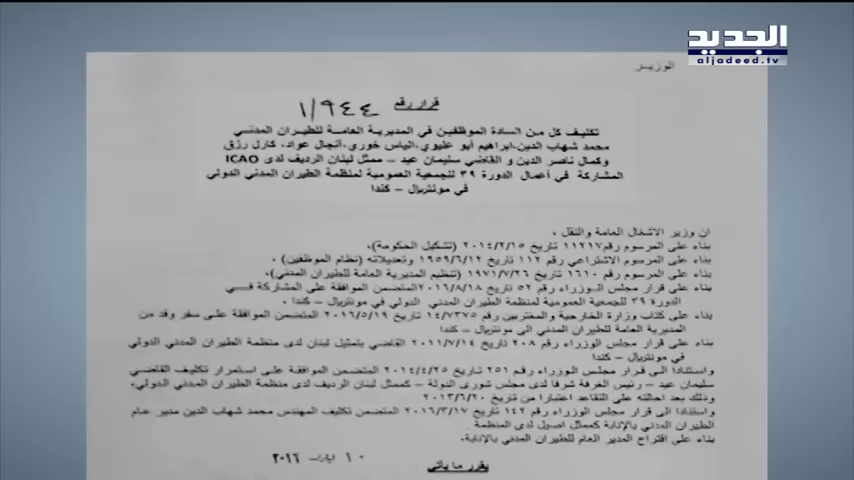 الجديد
aljadeed.tv
الوزيـــر
قرار رقم ١/٩٤٤
تكليف كل من السادة الموظفين في المديرية العامة للطيران المدني
محمد شهاب الدين، ابراهيم أبو عليوي، الياس خوري، أنجال عواد، كارل رزق
وكمال ناصر الدين و القاضي سليمان عيد – ممثل لبنان الرديف لدى ICAO
المشاركة في أعمال الدورة ٣٩ للجمعية العمومية لمنظمة الطيران المدني الدولي
في مونتريال – كندا
ان وزير الاشغال العامة والنقل ،
بناء على المرسوم رقم ١١٢١٧ تاريخ ٢٠١٤/٢/١٥ (تشكيل الحكومة)،
بناء على المرسوم الاشتراعي رقم ١١٢ تاريخ ١٩٥٩/٦/١٢ وتعديلاته (نظام الموظفين) ،
بناء على المرسوم رقم ١٦١٠ تاريخ ١٩٧١/٧/٢٦ (تنظيم المديرية العامة للطيران المدني)،
بناء على قرار مجلس الوزراء رقم ٥٢ تاريخ ٢٠١٦/٨/١٨ المتضمن الموافقة على المشاركة فـــي
الدورة ٣٩ للجمعية العمومية لمنظمة الطيران المدني الدولي في مونتريال – كندا ،
بناء على كتاب وزارة الخارجية والمغتربين رقم ١٤/٧٣٧٥ تاريخ ٢٠١٦/٥/١٩ المتضمن الموافقة على سفر وفد من
المديرية العامة للطيران المدني الى مونتريال – كندا
بناء على قرار مجلس الوزراء رقم ٢٠٨ تاريخ ٢٠١١/٧/١٤ القاضي بتمثيل لبنان لدى منظمة الطيران المدني الدولي
في مونتريال – كندا
واستنادا الى قرار مجلس الوزراء رقم ٢٥١ تاريخ ٢٠١٤/٤/٢٥ المتضمن الموافقة على استمرار تكليف القاضي
سليمان عيد – رئيس الغرفة شرفا لدى مجلس شورى الدولة – كممثل لبنان الرديف لدى منظمة الطيران المدني الدولي،
وذلك بعد احالته على التقاعد اعتبارا من تاريخ ٢٠١٣/٦/٢٠
واستنادا الى قرار مجلس الوزراء رقم ١٤٢ تاريخ ٢٠١٦/٣/١٧ المتضمن تكليف المهندس محمد شهاب الدين مدير عام
الطيران المدني بالإنابة كممثل اصيل لدى المنظمة
بناء على اقتراح المدير العام للطيران المدني بالإنابة،
١٠ ٢٠١٦
يقرر ما يأتي